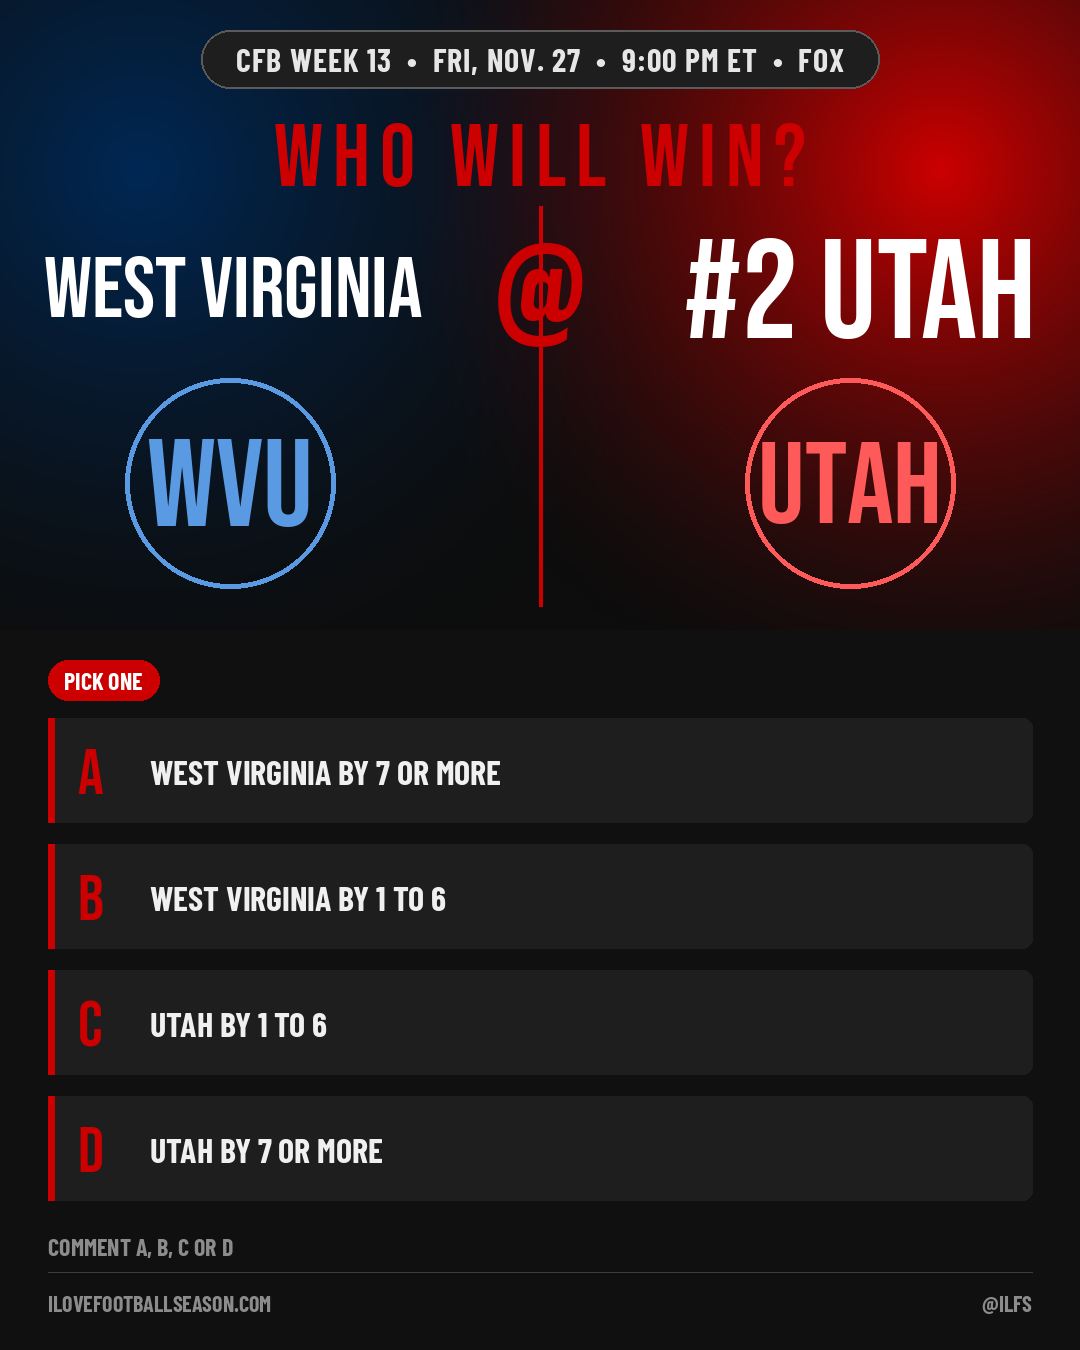 CFB WEEK 13 • FRI, NOV. 27 • 9:00 PM ET • FOX
WHO WILL WIN?
WEST VIRGINIA @ #2 UTAH
WVU UTAH
PICK ONE
A WEST VIRGINIA BY 7 OR MORE
B WEST VIRGINIA BY 1 TO 6
C UTAH BY 1 TO 6
D UTAH BY 7 OR MORE
COMMENT A, B, C OR D
ILOVEFOOTBALLSEASON.COM @ILFS